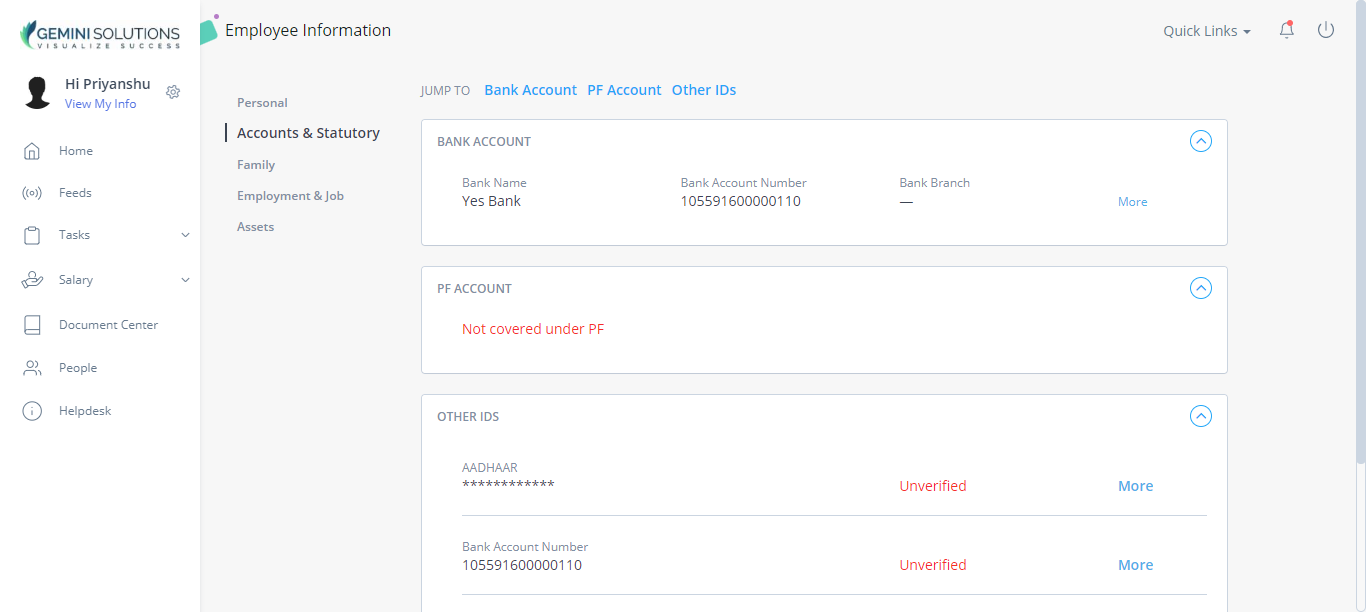 GEMINI SOLUTIONS
VISUALIZE SUCCESS
Employee Information
Quick Links
Hi Priyanshu
View My Info
Home
Feeds
Tasks
Salary
Document Center
People
Helpdesk
Personal
Accounts & Statutory
Family
Employment & Job
Assets
JUMP TO Bank Account PF Account Other IDs
BANK ACCOUNT
Bank Name Bank Account Number Bank Branch
Yes Bank 105591600000110 — More
PF ACCOUNT
Not covered under PF
OTHER IDS
AADHAAR
************ Unverified More
Bank Account Number
105591600000110 Unverified More